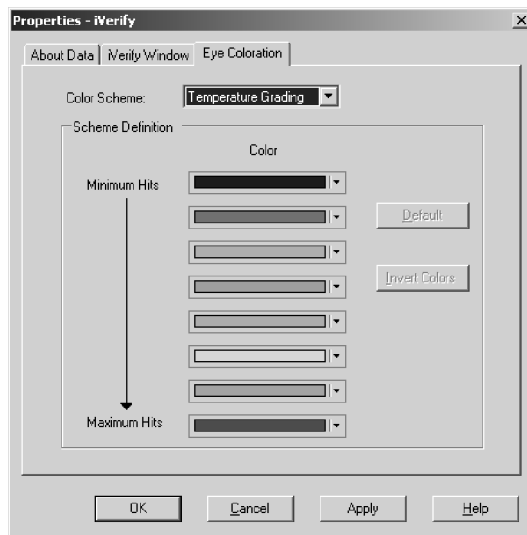 Properties - iVerify
About Data
iVerify Window
Eye Coloration
Color Scheme:
Temperature Grading
Scheme Definition
Color
Minimum Hits
Default
Invert Colors
Maximum Hits
OK
Cancel
Apply
Help